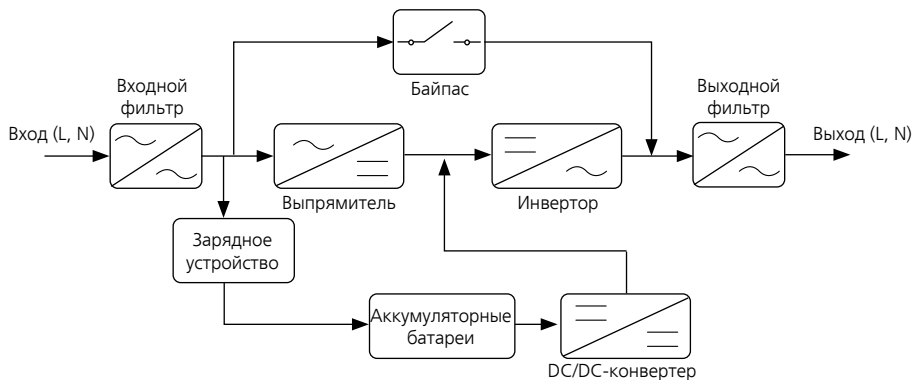 Байпас
Входной
фильтр
Выходной
фильтр
Вход (L, N)
Выход (L, N)
Выпрямитель
Инвертор
Зарядное
устройство
Аккумуляторные
батареи
DC/DC-конвертер